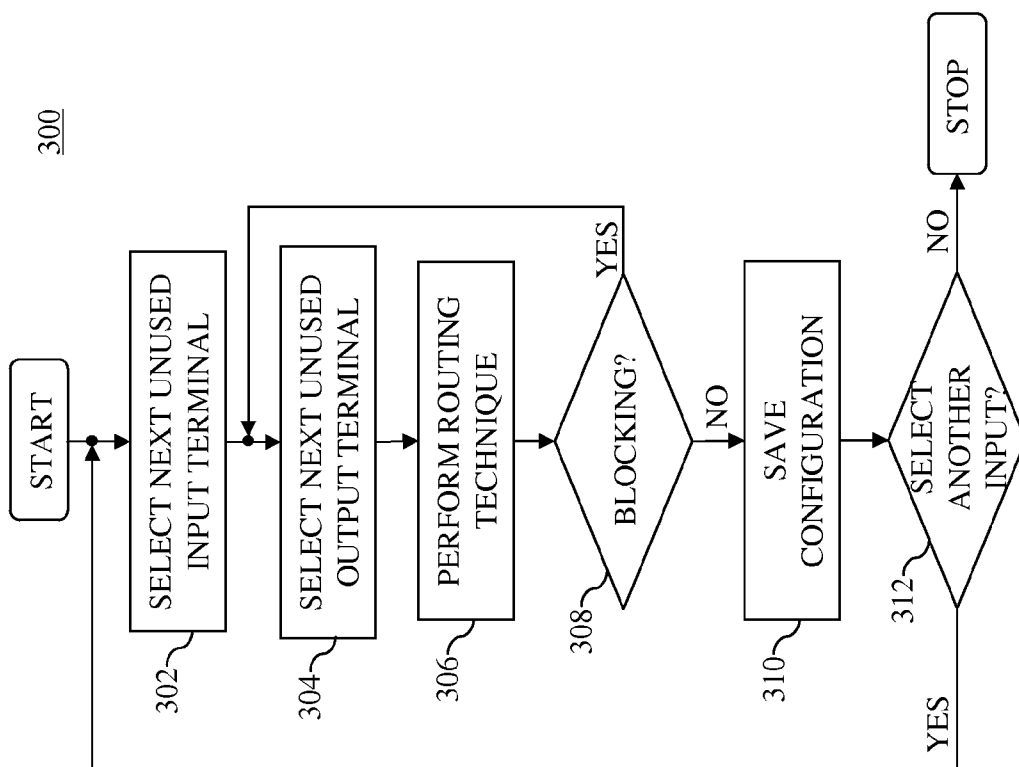 300
START
SELECT NEXT UNUSED
INPUT TERMINAL
302
SELECT NEXT UNUSED
OUTPUT TERMINAL
304
PERFORM ROUTING
TECHNIQUE
306
BLOCKING?
308
YES
NO
SAVE
CONFIGURATION
310
SELECT
ANOTHER
INPUT?
312
YES
NO
STOP